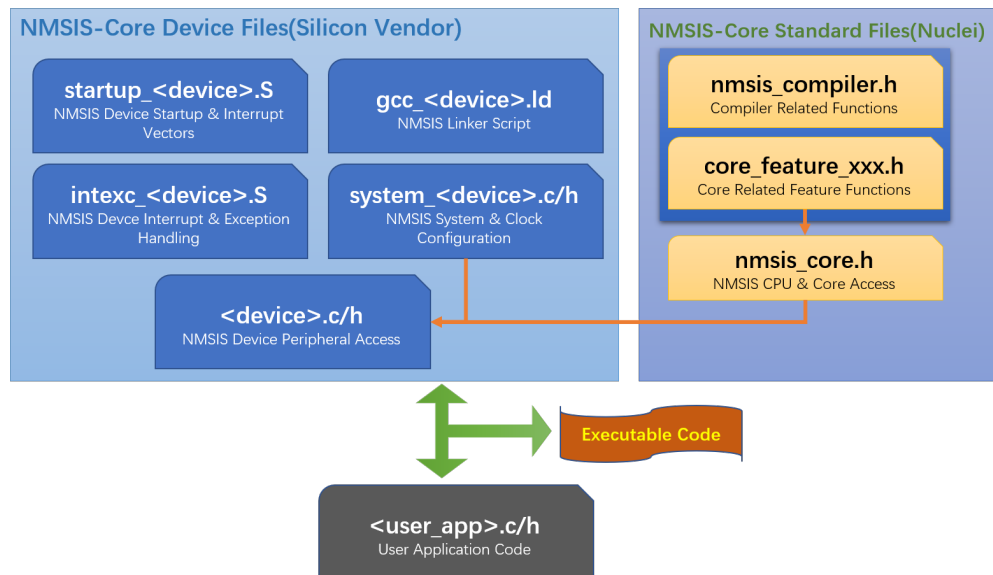 NMSIS-Core Device Files(Silicon Vendor)
startup_<device>.S
NMSIS Device Startup & Interrupt
Vectors
gcc_<device>.ld
NMSIS Linker Script
intexc_<device>.S
NMSIS Devce Interrupt & Exception
Handling
system_<device>.c/h
NMSIS System & Clock
Configuration
<device>.c/h
NMSIS Device Peripheral Access
NMSIS-Core Standard Files(Nuclei)
nmsis_compiler.h
Compiler Related Functions
core_feature_xxx.h
Core Related Feature Functions
nmsis_core.h
NMSIS CPU & Core Access
Executable Code
<user_app>.c/h
User Application Code